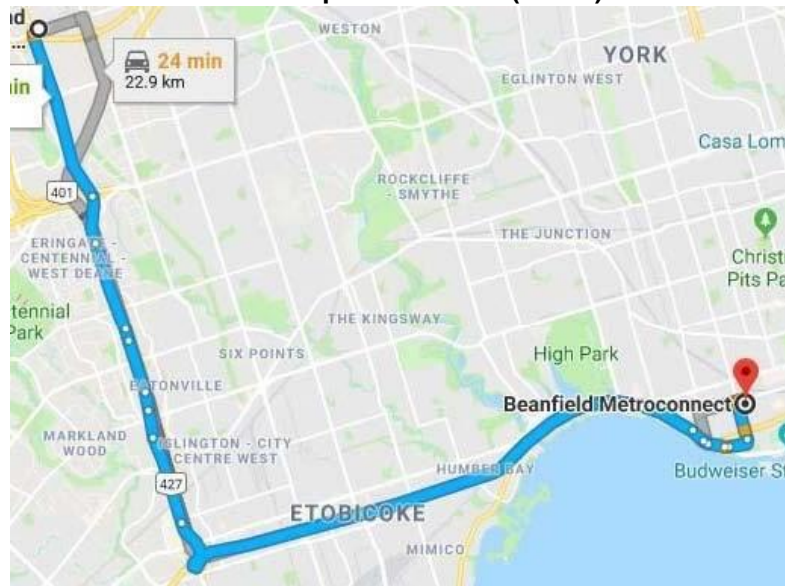 WESTON
24 min
22.9 km
YORK
EGLINTON WEST
Casa Lom
401
ROCKCLIFFE
- SMYTHE
THE JUNCTION
ERINGATE -
CENTENNIAL -
WEST DEANE
Christi
Pits Pa
tennial
Park
THE KINGSWAY
SIX POINTS
High Park
EATONVILLE
Beanfield Metroconnect
MARKLAND
WOOD
ISLINGTON - CITY
CENTRE WEST
HUMBER BAY
Budweiser St
427
ETOBICOKE
MIMICO